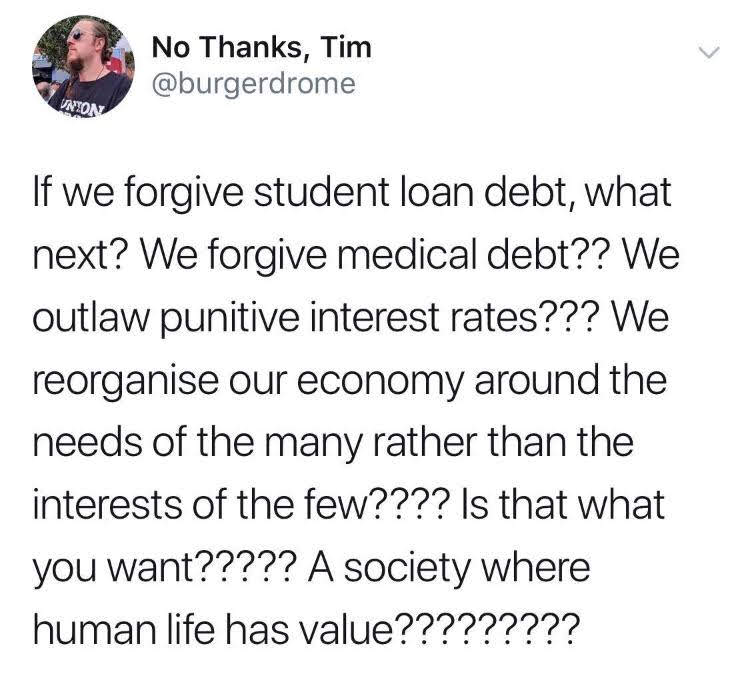 No Thanks, Tim
@burgerdrome
UNION
If we forgive student loan debt, what
next? We forgive medical debt?? We
outlaw punitive interest rates??? We
reorganise our economy around the
needs of the many rather than the
interests of the few???? Is that what
you want????? A society where
human life has value?????????